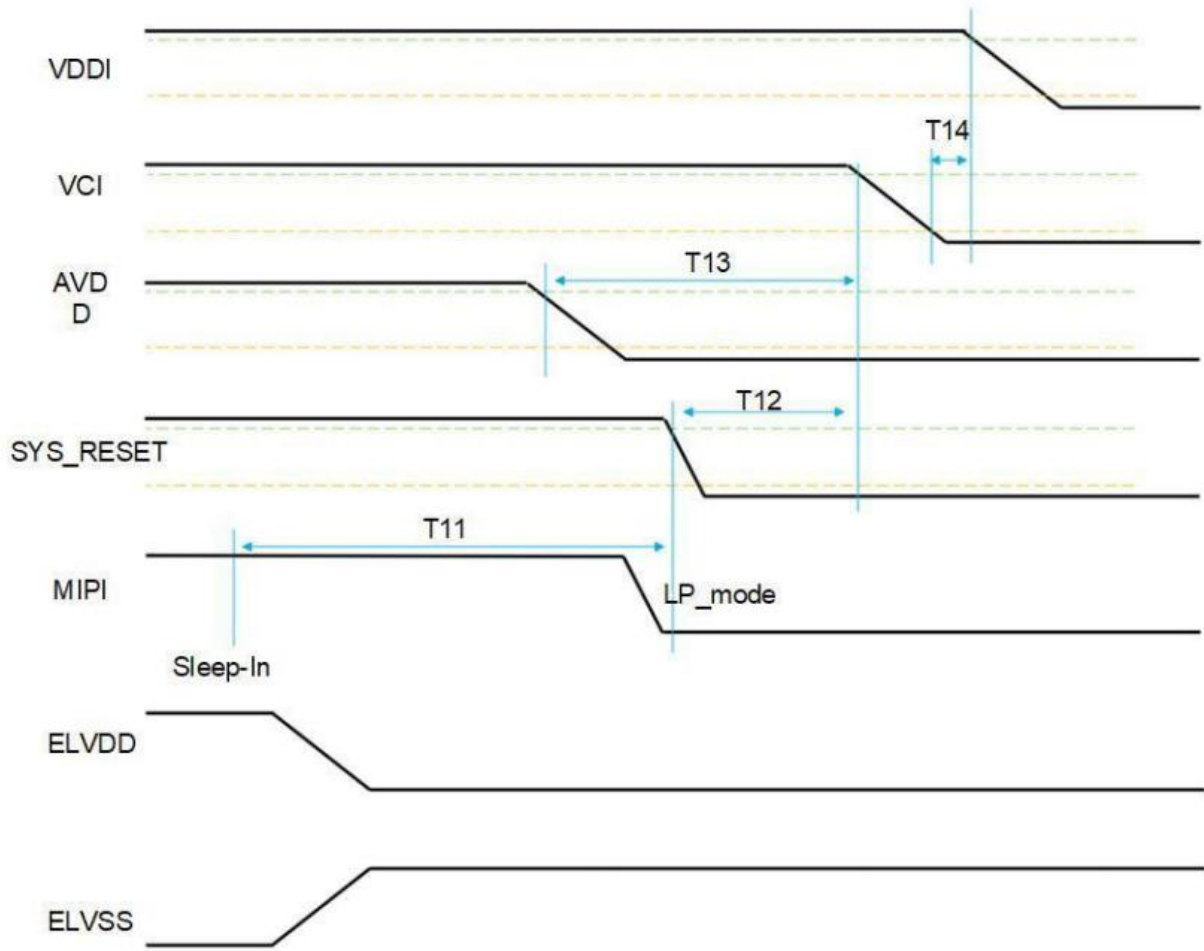 VDDI
T14
VCI
T13
AVD
D
T12
SYS_RESET
T11
MIPI
LP_mode
Sleep-In
ELVDD
ELVSS